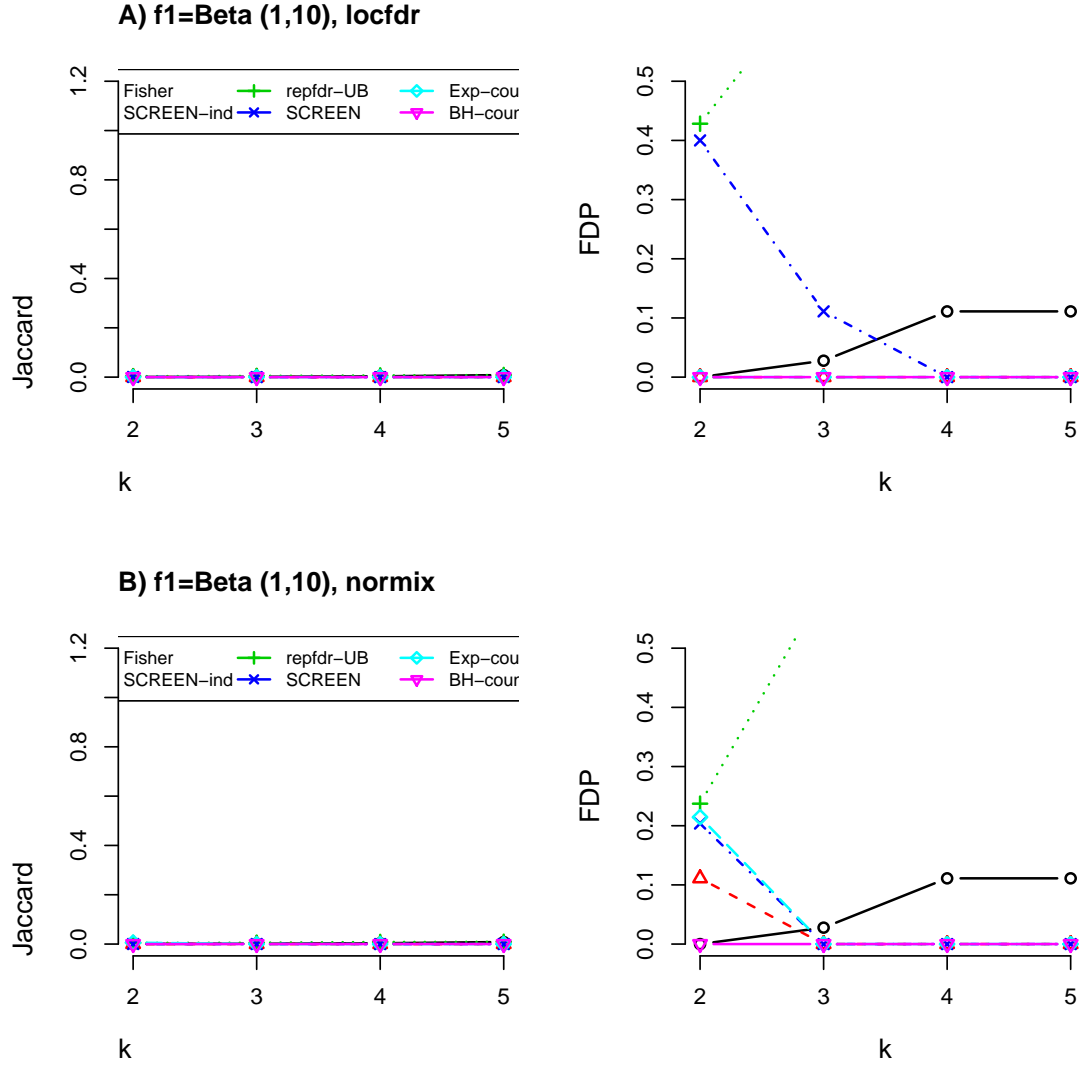 A) f1=Beta (1,10), locfdr
Fisher repfdr-UB Exp-cou
SCREEN-ind SCREEN BH-cour
Jaccard
0.0 0.4 0.8 1.2
2 3 4 5
k
FDP
0.0 0.1 0.2 0.3 0.4 0.5
2 3 4 5
k
B) f1=Beta (1,10), normix
Fisher repfdr-UB Exp-cou
SCREEN-ind SCREEN BH-cour
Jaccard
0.0 0.4 0.8 1.2
2 3 4 5
k
FDP
0.0 0.1 0.2 0.3 0.4 0.5
2 3 4 5
k